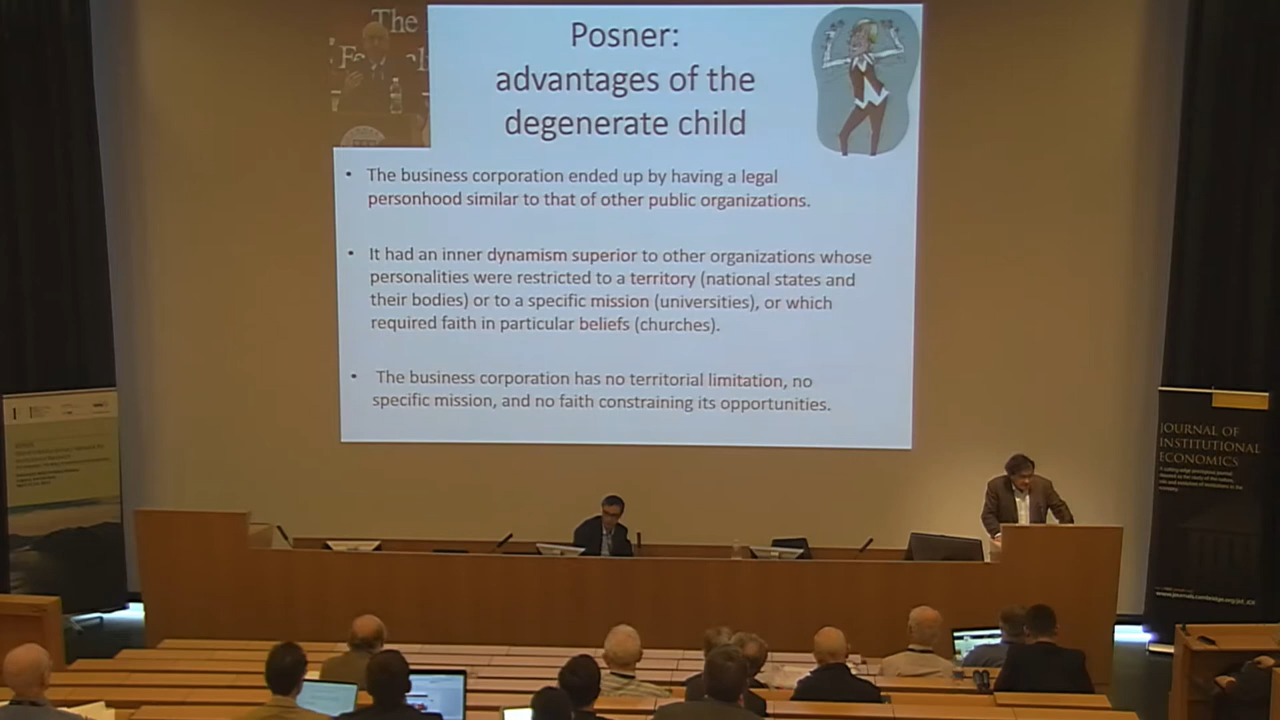 The
Posner:
advantages of the
degenerate child
• The business corporation ended up by having a legal
personhood similar to that of other public organizations.
• It had an inner dynamism superior to other organizations whose
personalities were restricted to a territory (national states and
their bodies) or to a specific mission (universities), or which
required faith in particular beliefs (churches).
• The business corporation has no territorial limitation, no
specific mission, and no faith constraining its opportunities.
JOURNAL OF
INSTITUTIONAL
ECONOMICS